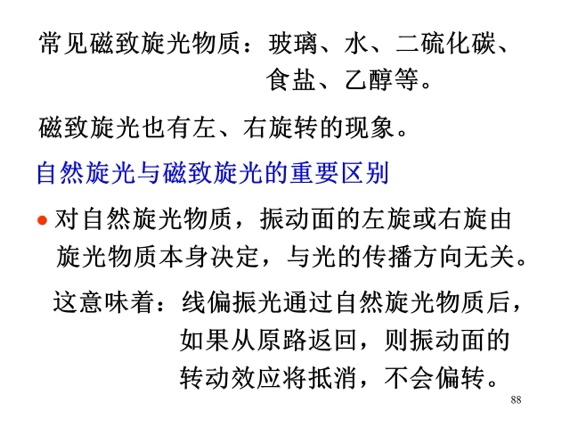 常见磁致旋光物质：玻璃、水、二硫化碳、
食盐、乙醇等。
磁致旋光也有左、右旋转的现象。
自然旋光与磁致旋光的重要区别
• 对自然旋光物质，振动面的左旋或右旋由
旋光物质本身决定，与光的传播方向无关。
这意味着：线偏振光通过自然旋光物质后，
如果从原路返回，则振动面的
转动效应将抵消，不会偏转。
88